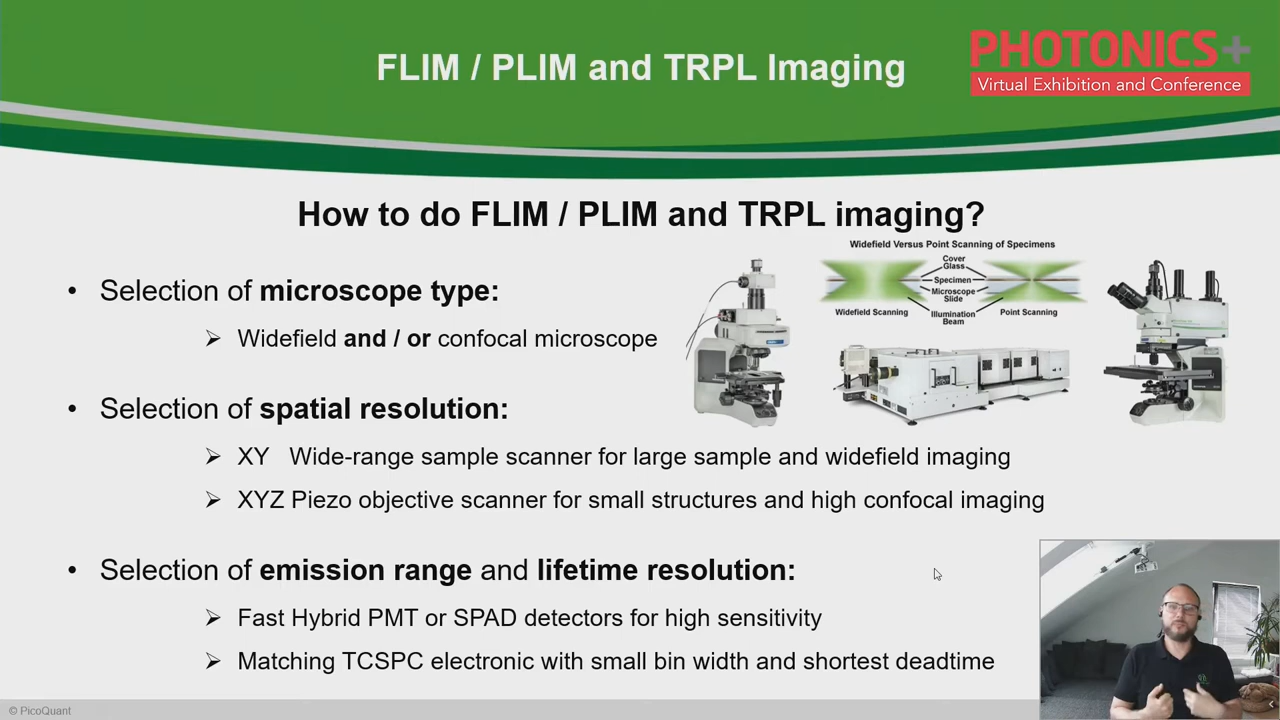 FLIM / PLIM and TRPL Imaging
PHOTONICS+
Virtual Exhibition and Conference
How to do FLIM / PLIM and TRPL imaging?
Widefield Versus Point Scanning of Specimens
Cover
Glass
Specimen
Microscope
Slide
Widefield Scanning
Illumination
Beam
Point Scanning
• Selection of microscope type:
➢ Widefield and / or confocal microscope
• Selection of spatial resolution:
➢ XY Wide-range sample scanner for large sample and widefield imaging
➢ XYZ Piezo objective scanner for small structures and high confocal imaging
• Selection of emission range and lifetime resolution:
➢ Fast Hybrid PMT or SPAD detectors for high sensitivity
➢ Matching TCSPC electronic with small bin width and shortest deadtime
© PicoQuant